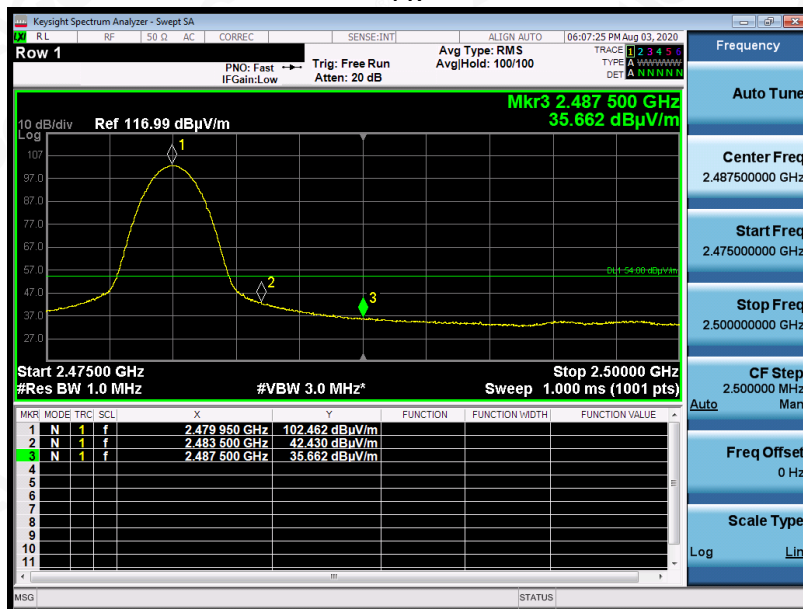 Keysight Spectrum Analyzer - Swept SA
LXI RL RF 50 Ω AC CORREC SENSE:INT ALIGN AUTO 06:07:25 PM Aug 03, 2020
Row 1
PNO: Fast
IFGain:Low
Trig: Free Run
Atten: 20 dB
Avg Type: RMS
Avg|Hold: 100/100
TRACE 1 2 3 4 5 6
TYPE A WWWWW
DET A N N N N N
Mkr3 2.487 500 GHz
35.662 dBµV/m
10 dB/div Ref 116.99 dBµV/m
Log
107
97.0
87.0
77.0
67.0
57.0
47.0
37.0
27.0
1
2
3
DL1 54.00 dBµV/m
Start 2.47500 GHz Stop 2.50000 GHz
#Res BW 1.0 MHz #VBW 3.0 MHz* Sweep 1.000 ms (1001 pts)
MKR MODE TRC SCL X Y FUNCTION FUNCTION WIDTH FUNCTION VALUE
1 N 1 f 2.479 950 GHz 102.462 dBµV/m
2 N 1 f 2.483 500 GHz 42.430 dBµV/m
3 N 1 f 2.487 500 GHz 35.662 dBµV/m
4
5
6
7
8
9
10
11
MSG STATUS
Frequency
Auto Tune
Center Freq
2.487500000 GHz
Start Freq
2.475000000 GHz
Stop Freq
2.500000000 GHz
CF Step
2.500000 MHz
Auto Man
Freq Offset
0 Hz
Scale Type
Log Lin